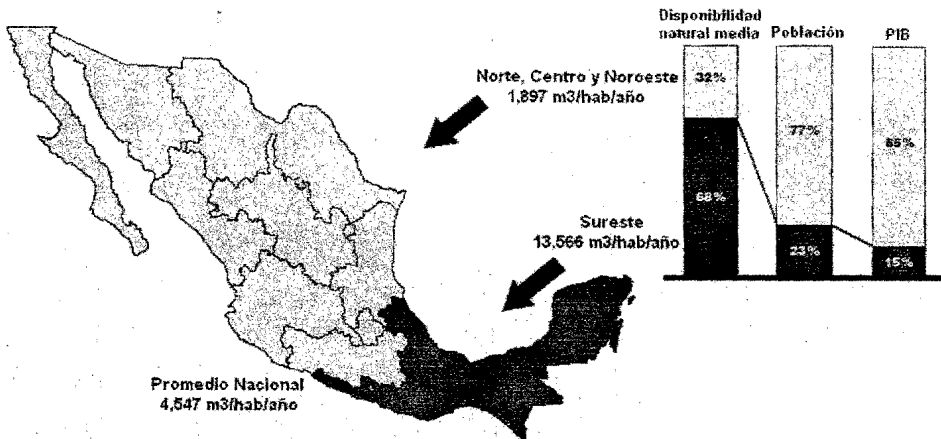 Disponibilidad
natural media
Población
PIB
32%
77%
85%
68%
23%
15%
Norte, Centro y Noroeste
1,897 m3/hab/año
Sureste
13,566 m3/hab/año
Promedio Nacional
4,547 m3/hab/año